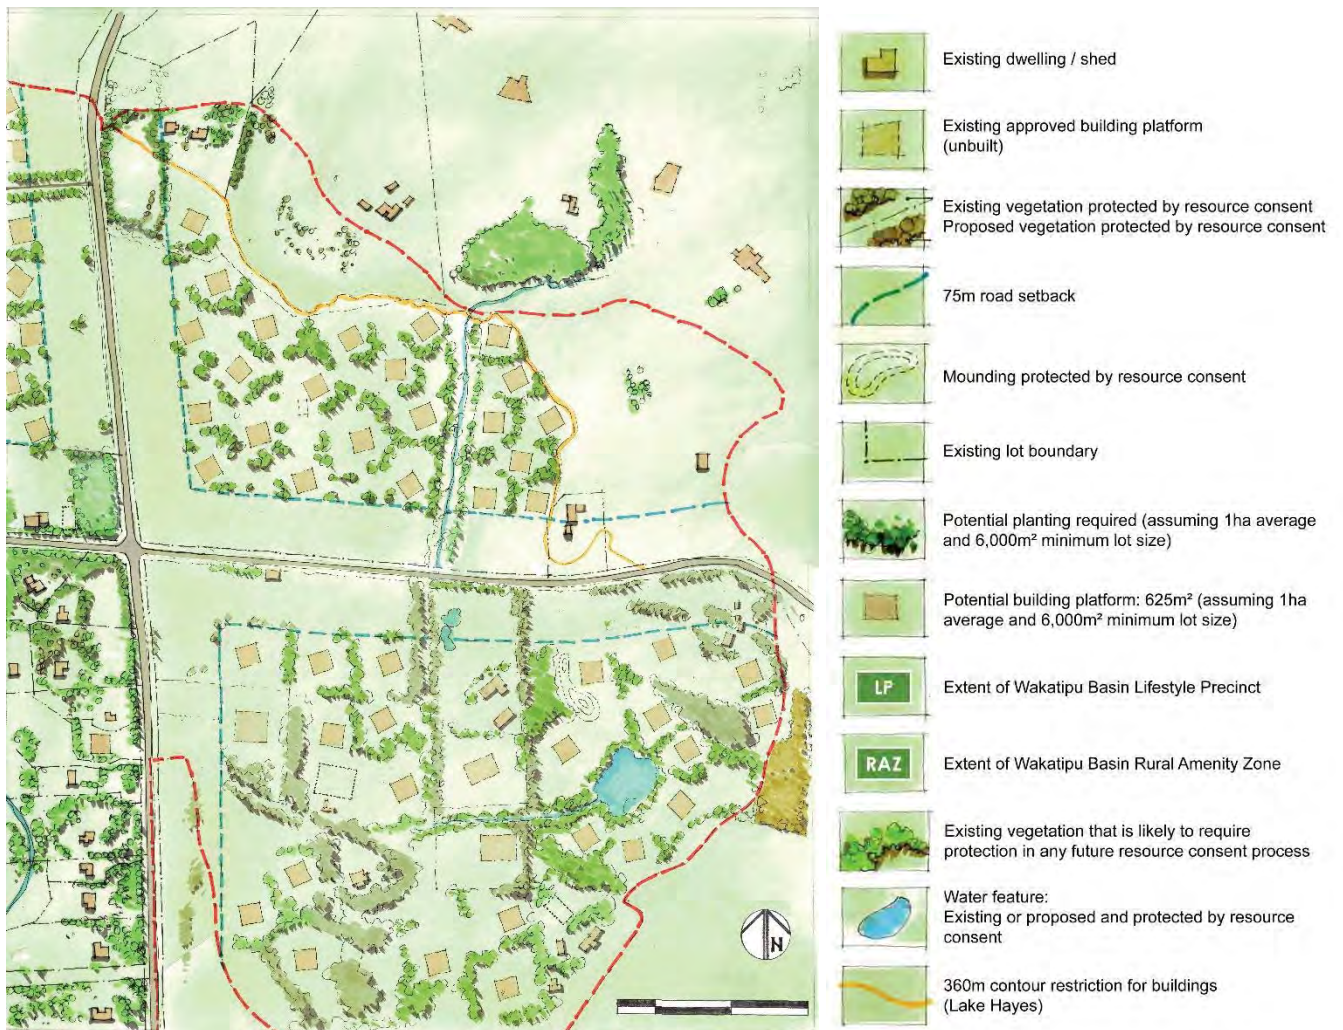 Existing dwelling / shed
Existing approved building platform
(unbuilt)
Existing vegetation protected by resource consent
Proposed vegetation protected by resource consent
75m road setback
Mounding protected by resource consent
Existing lot boundary
Potential planting required (assuming 1ha average
and 6,000m² minimum lot size)
Potential building platform: 625m² (assuming 1ha
average and 6,000m² minimum lot size)
LP
Extent of Wakatipu Basin Lifestyle Precinct
RAZ
Extent of Wakatipu Basin Rural Amenity Zone
Existing vegetation that is likely to require
protection in any future resource consent process
Water feature:
Existing or proposed and protected by resource
consent
N
360m contour restriction for buildings
(Lake Hayes)